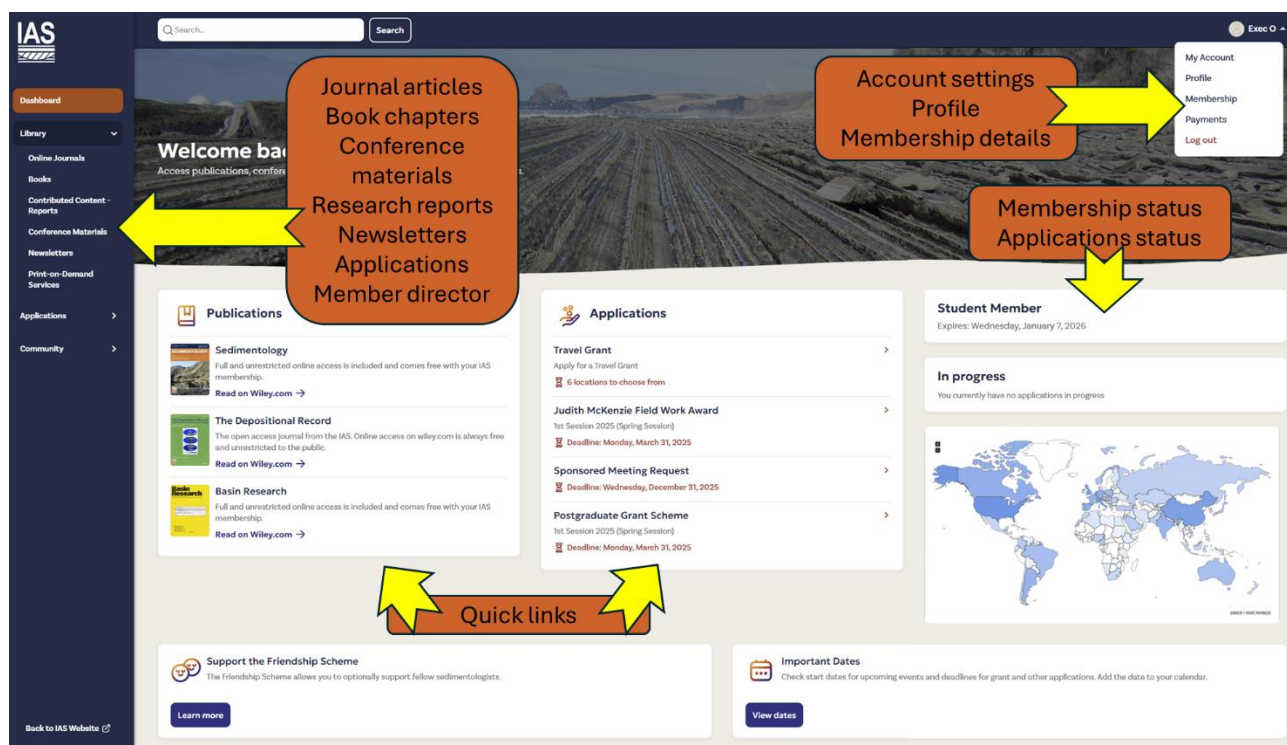 IAS
Search...
Search
Exec O
My Account
Profile
Membership
Payments
Log out
Dashboard
Library
Online Journals
Books
Contributed Content -
Reports
Conference Materials
Newsletters
Print-on-Demand
Services
Applications
Community
Back to IAS Website
Welcome ba
Access publications, confere
Journal articles
Book chapters
Conference
materials
Research reports
Newsletters
Applications
Member director
Account settings
Profile
Membership details
Membership status
Applications status
Publications
Sedimentology
Full and unrestricted online access is included and comes free with your IAS
membership.
Read on Wiley.com →
The Depositional Record
The open access journal from the IAS. Online access on wiley.com is always free
and unrestricted to the public.
Read on Wiley.com →
Basin
Research
Basin Research
Full and unrestricted online access is included and comes free with your IAS
membership.
Read on Wiley.com →
Applications
Travel Grant
Apply for a Travel Grant
6 locations to choose from
Judith McKenzie Field Work Award
1st Session 2025 (Spring Session)
Deadline: Monday, March 31, 2025
Sponsored Meeting Request
Deadline: Wednesday, December 31, 2025
Postgraduate Grant Scheme
1st Session 2025 (Spring Session)
Deadline: Monday, March 31, 2025
Student Member
Expires: Wednesday, January 7, 2026
In progress
You currently have no applications in progress
DARKER = MORE MEMBERS
Quick links
Support the Friendship Scheme
The Friendship Scheme allows you to optionally support fellow sedimentologists.
Learn more
Important Dates
Check start dates for upcoming events and deadlines for grant and other applications. Add the date to your calendar.
View dates